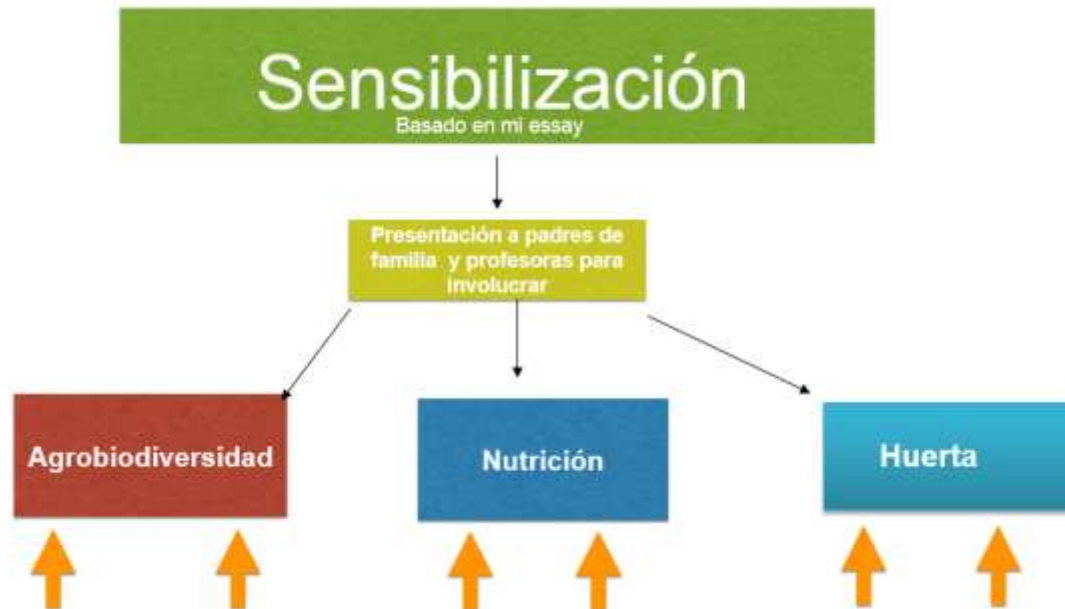 Sensibilización
Basado en mi essay
Presentación a padres de
familia y profesoras para
involucrar
Agrobiodiversidad
Nutrición
Huerta